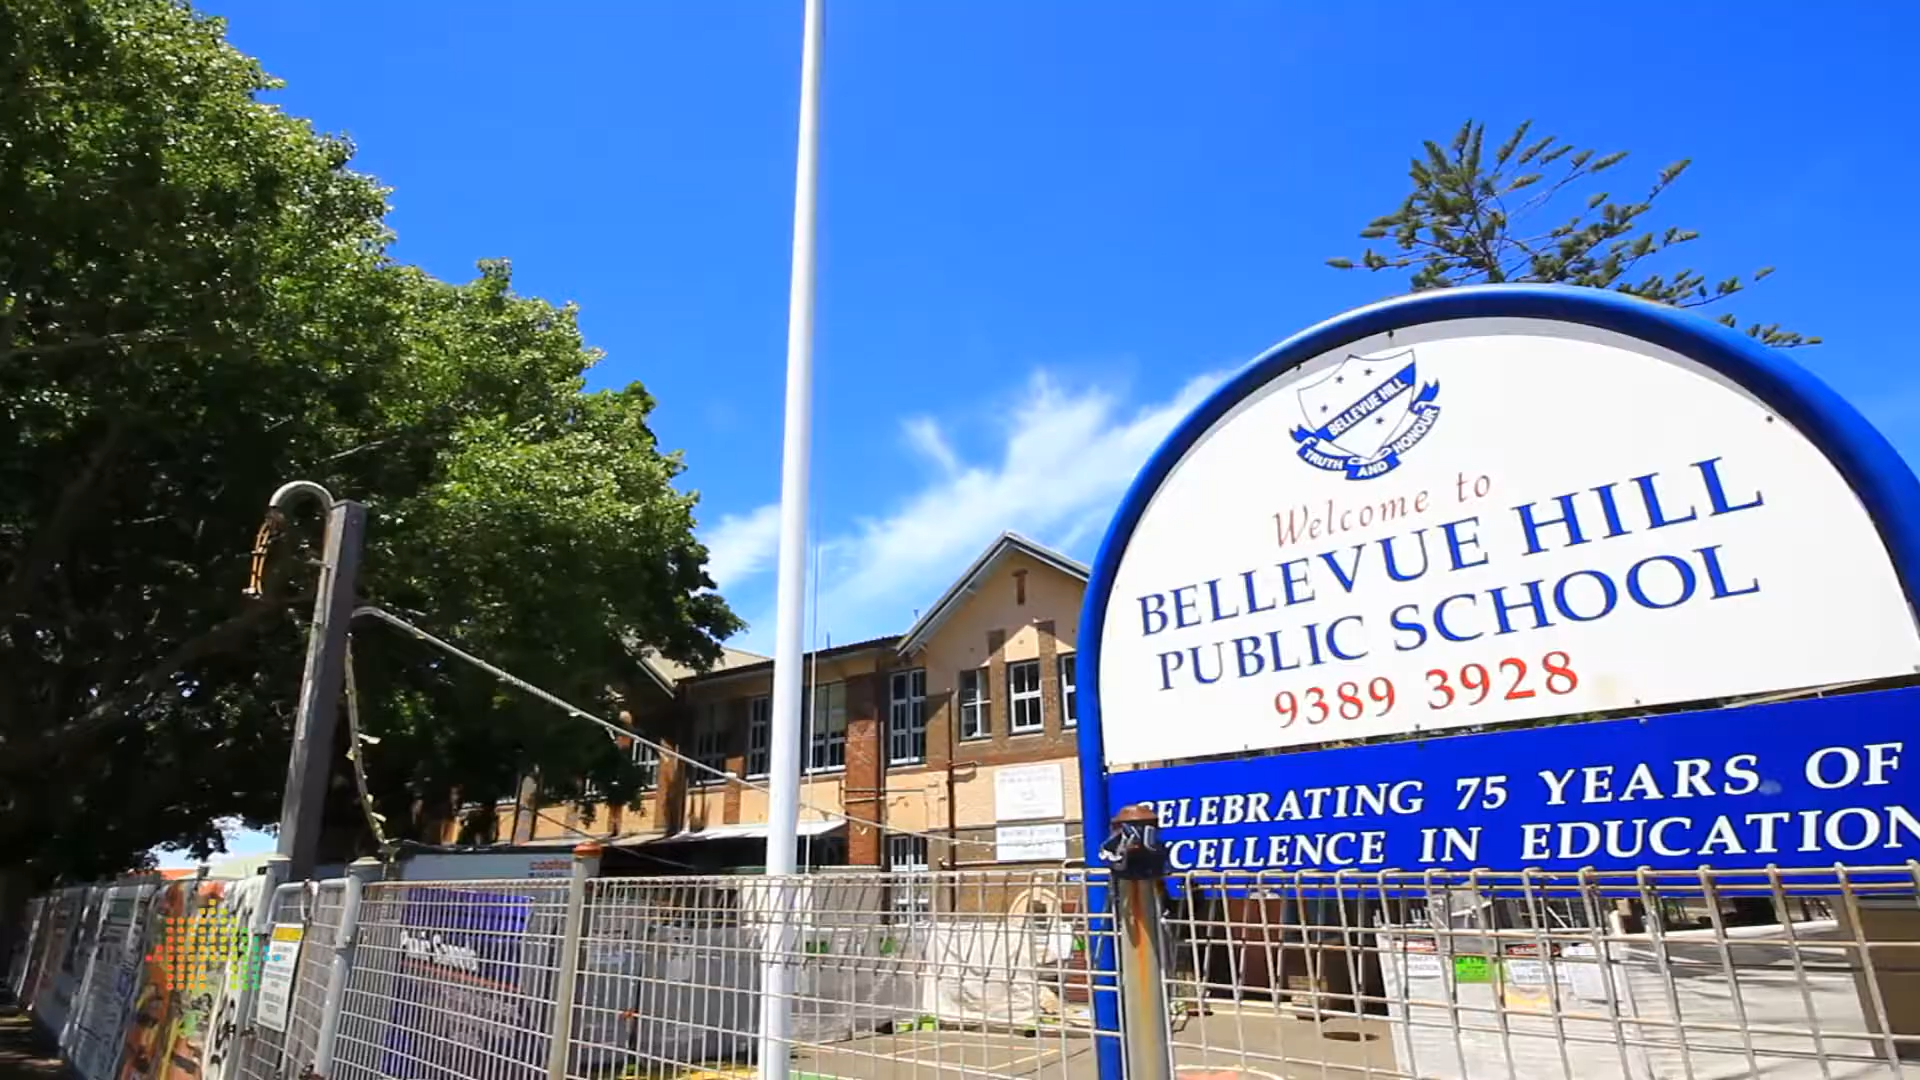 BELLEVUE HILL
TRUTH AND HONOUR
Welcome to
BELLEVUE HILL
PUBLIC SCHOOL
9389 3928
CELEBRATING 75 YEARS OF
EXCELLENCE IN EDUCATION